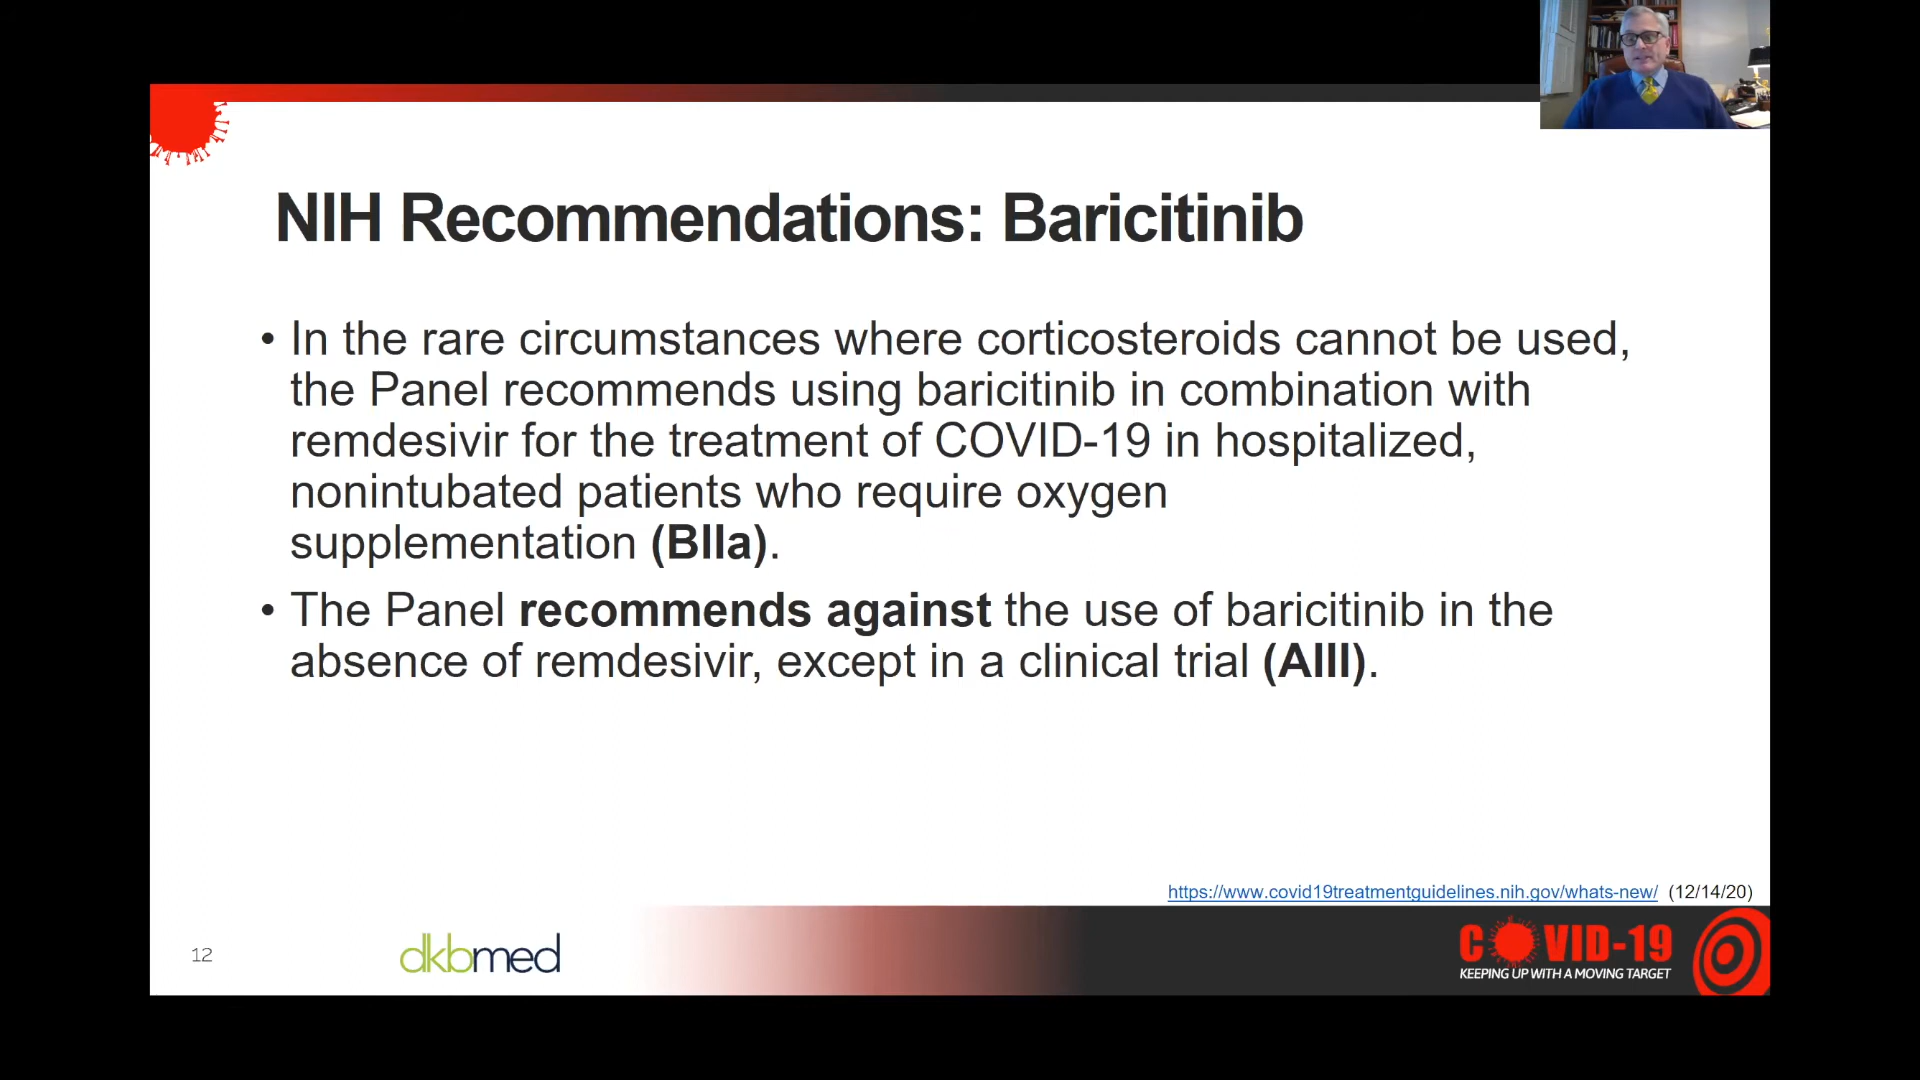 NIH Recommendations: Baricitinib
• In the rare circumstances where corticosteroids cannot be used,
the Panel recommends using baricitinib in combination with
remdesivir for the treatment of COVID-19 in hospitalized,
nonintubated patients who require oxygen
supplementation (BIIa).
• The Panel recommends against the use of baricitinib in the
absence of remdesivir, except in a clinical trial (AIII).
https://www.covid19treatmentguidelines.nih.gov/whats-new/ (12/14/20)
12
dkbmed
COVID-19
KEEPING UP WITH A MOVING TARGET